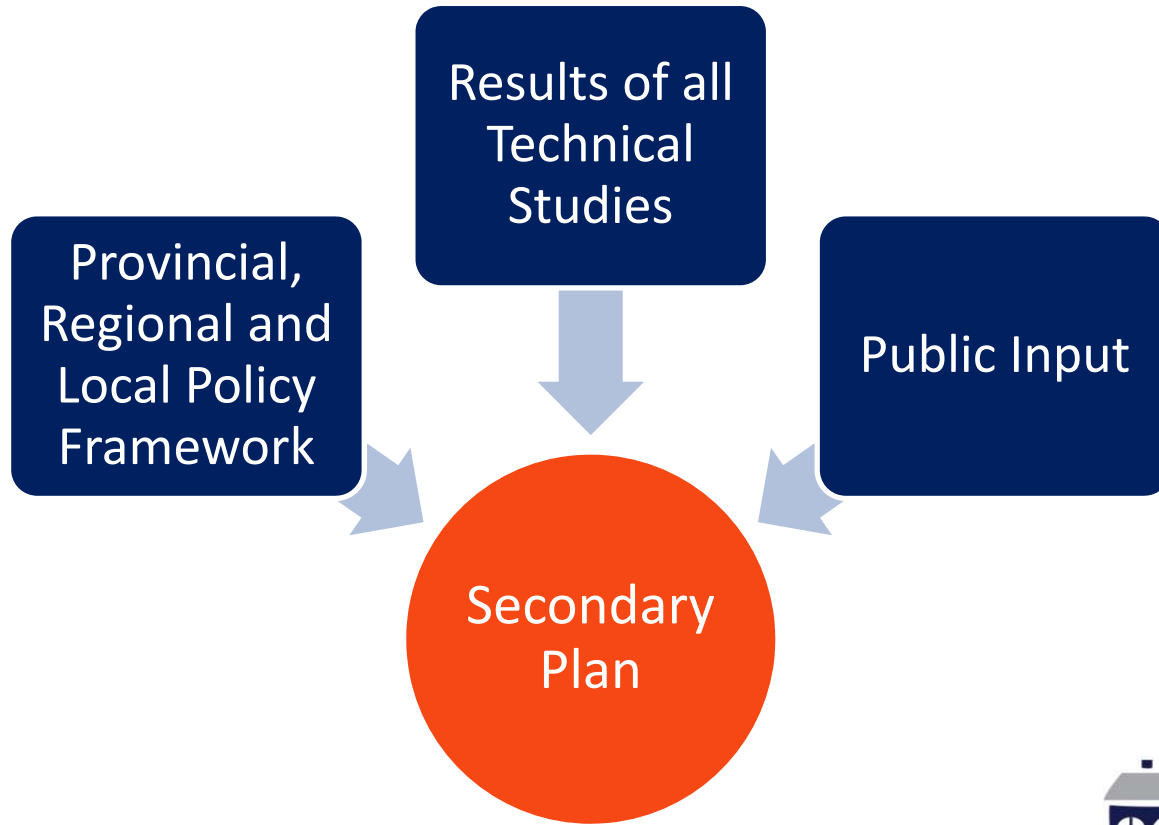 Results of all
Technical
Studies
Provincial,
Regional and
Local Policy
Framework
Public Input
Secondary
Plan